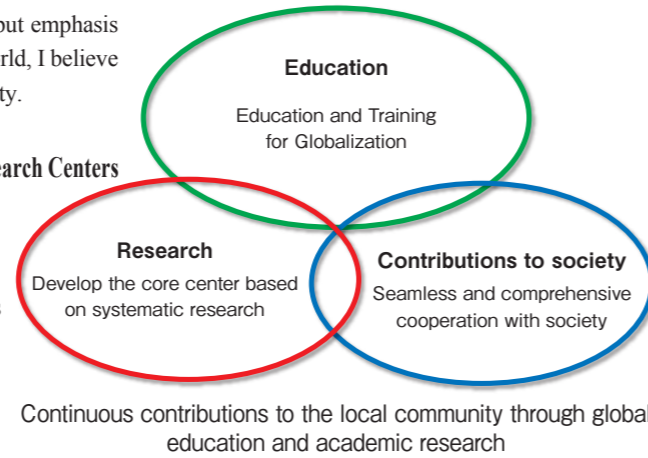 out emphasis
rld, I believe
ty.
earch Centers
s
Education
Education and Training
for Globalization
Research
Develop the core center based
on systematic research
Contributions to society
Seamless and comprehensive
cooperation with society
Continuous contributions to the local community through global
education and academic research